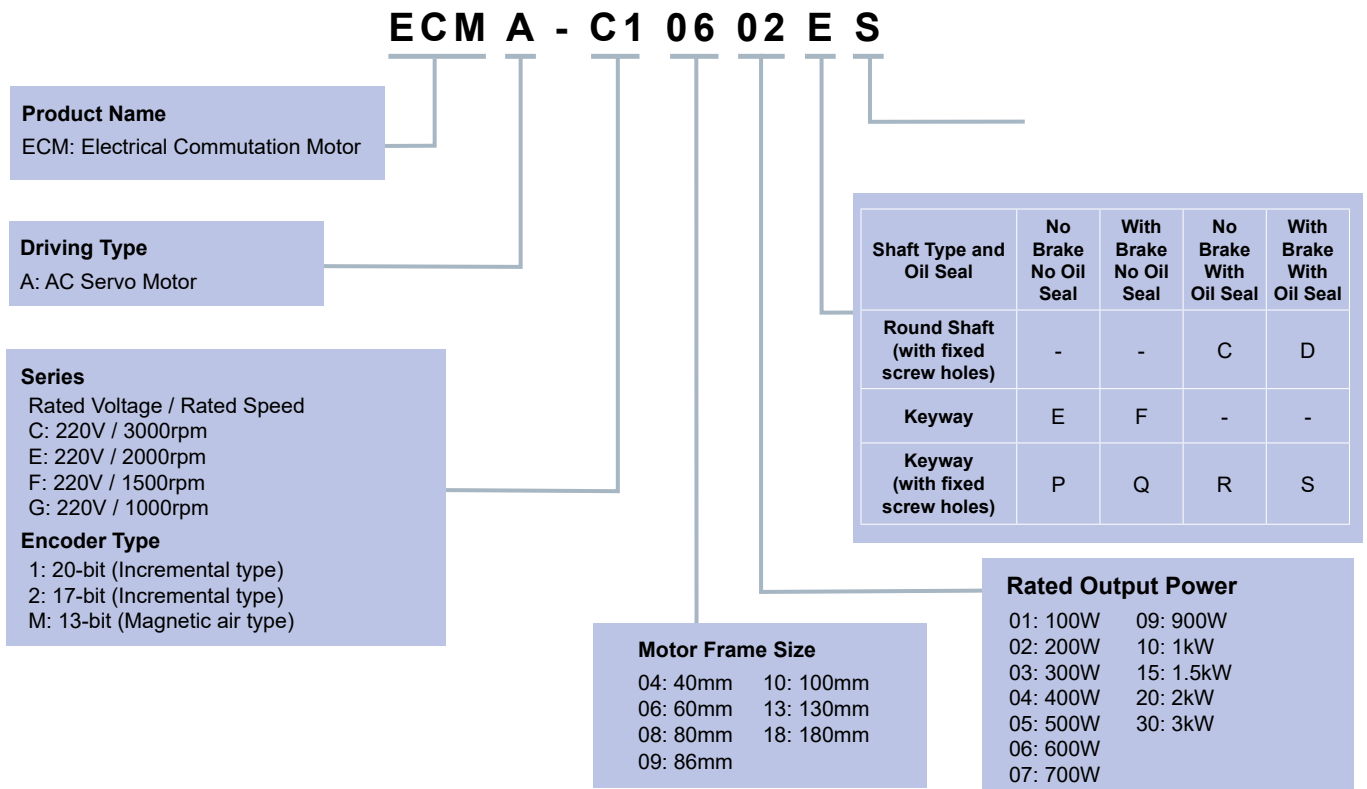 ECMA-C10602ES
Product Name
ECM: Electrical Commutation Motor
Driving Type
A: AC Servo Motor
Series
Rated Voltage / Rated Speed
C: 220V / 3000rpm
E: 220V / 2000rpm
F: 220V / 1500rpm
G: 220V / 1000rpm
Encoder Type
1: 20-bit (Incremental type)
2: 17-bit (Incremental type)
M: 13-bit (Magnetic air type)
Shaft Type and
Oil Seal
No
Brake
No Oil
Seal
With
Brake
No Oil
Seal
No
Brake
With
Oil Seal
With
Brake
With
Oil Seal
Round Shaft
(with fixed
screw holes)
- - C D
Keyway
E F - -
Keyway
(with fixed
screw holes)
P Q R S
Motor Frame Size
04: 40mm 10: 100mm
06: 60mm 13: 130mm
08: 80mm 18: 180mm
09: 86mm
Rated Output Power
01: 100W 09: 900W
02: 200W 10: 1kW
03: 300W 15: 1.5kW
04: 400W 20: 2kW
05: 500W 30: 3kW
06: 600W
07: 700W